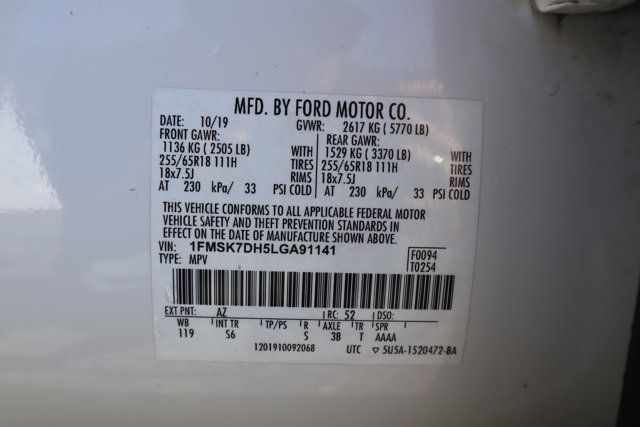 MFD. BY FORD MOTOR CO.
DATE: 10/19 GVWR: 2617 KG ( 5770 LB)
FRONT GAWR: REAR GAWR:
1136 KG ( 2505 LB) WITH 1529 KG ( 3370 LB) WITH
255/65R18 111H TIRES 255/65R18 111H TIRES
18x7.5J RIMS 18x7.5J RIMS
AT 230 kPa/ 33 PSI COLD AT 230 kPa/ 33 PSI COLD
THIS VEHICLE CONFORMS TO ALL APPLICABLE FEDERAL MOTOR
VEHICLE SAFETY AND THEFT PREVENTION STANDARDS IN
EFFECT ON THE DATE OF MANUFACTURE SHOWN ABOVE.
VIN: 1FMSK7DH5LGA91141 F0094
TYPE: MPV T0254
EXT PNT: AZ RC: 52 DSO:
WB INT TR TP/PS R AXLE TR SPR
119 S6 S 3B T AAAA
1201910092068 UTC ▽ 5U5A-1520472-BA